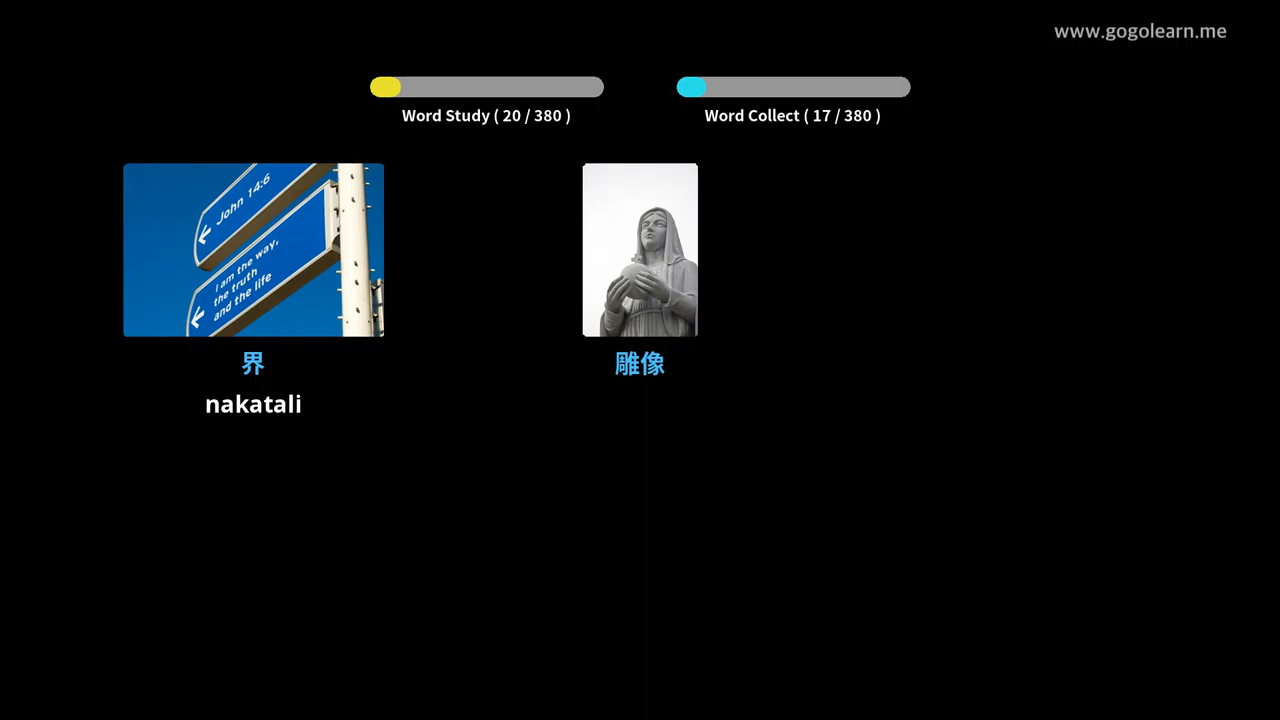 www.gogolearn.me
Word Study ( 20 / 380 )
Word Collect ( 17 / 380 )
John 14:6
I am the way,
the truth
and the life
界
雕像
nakatali